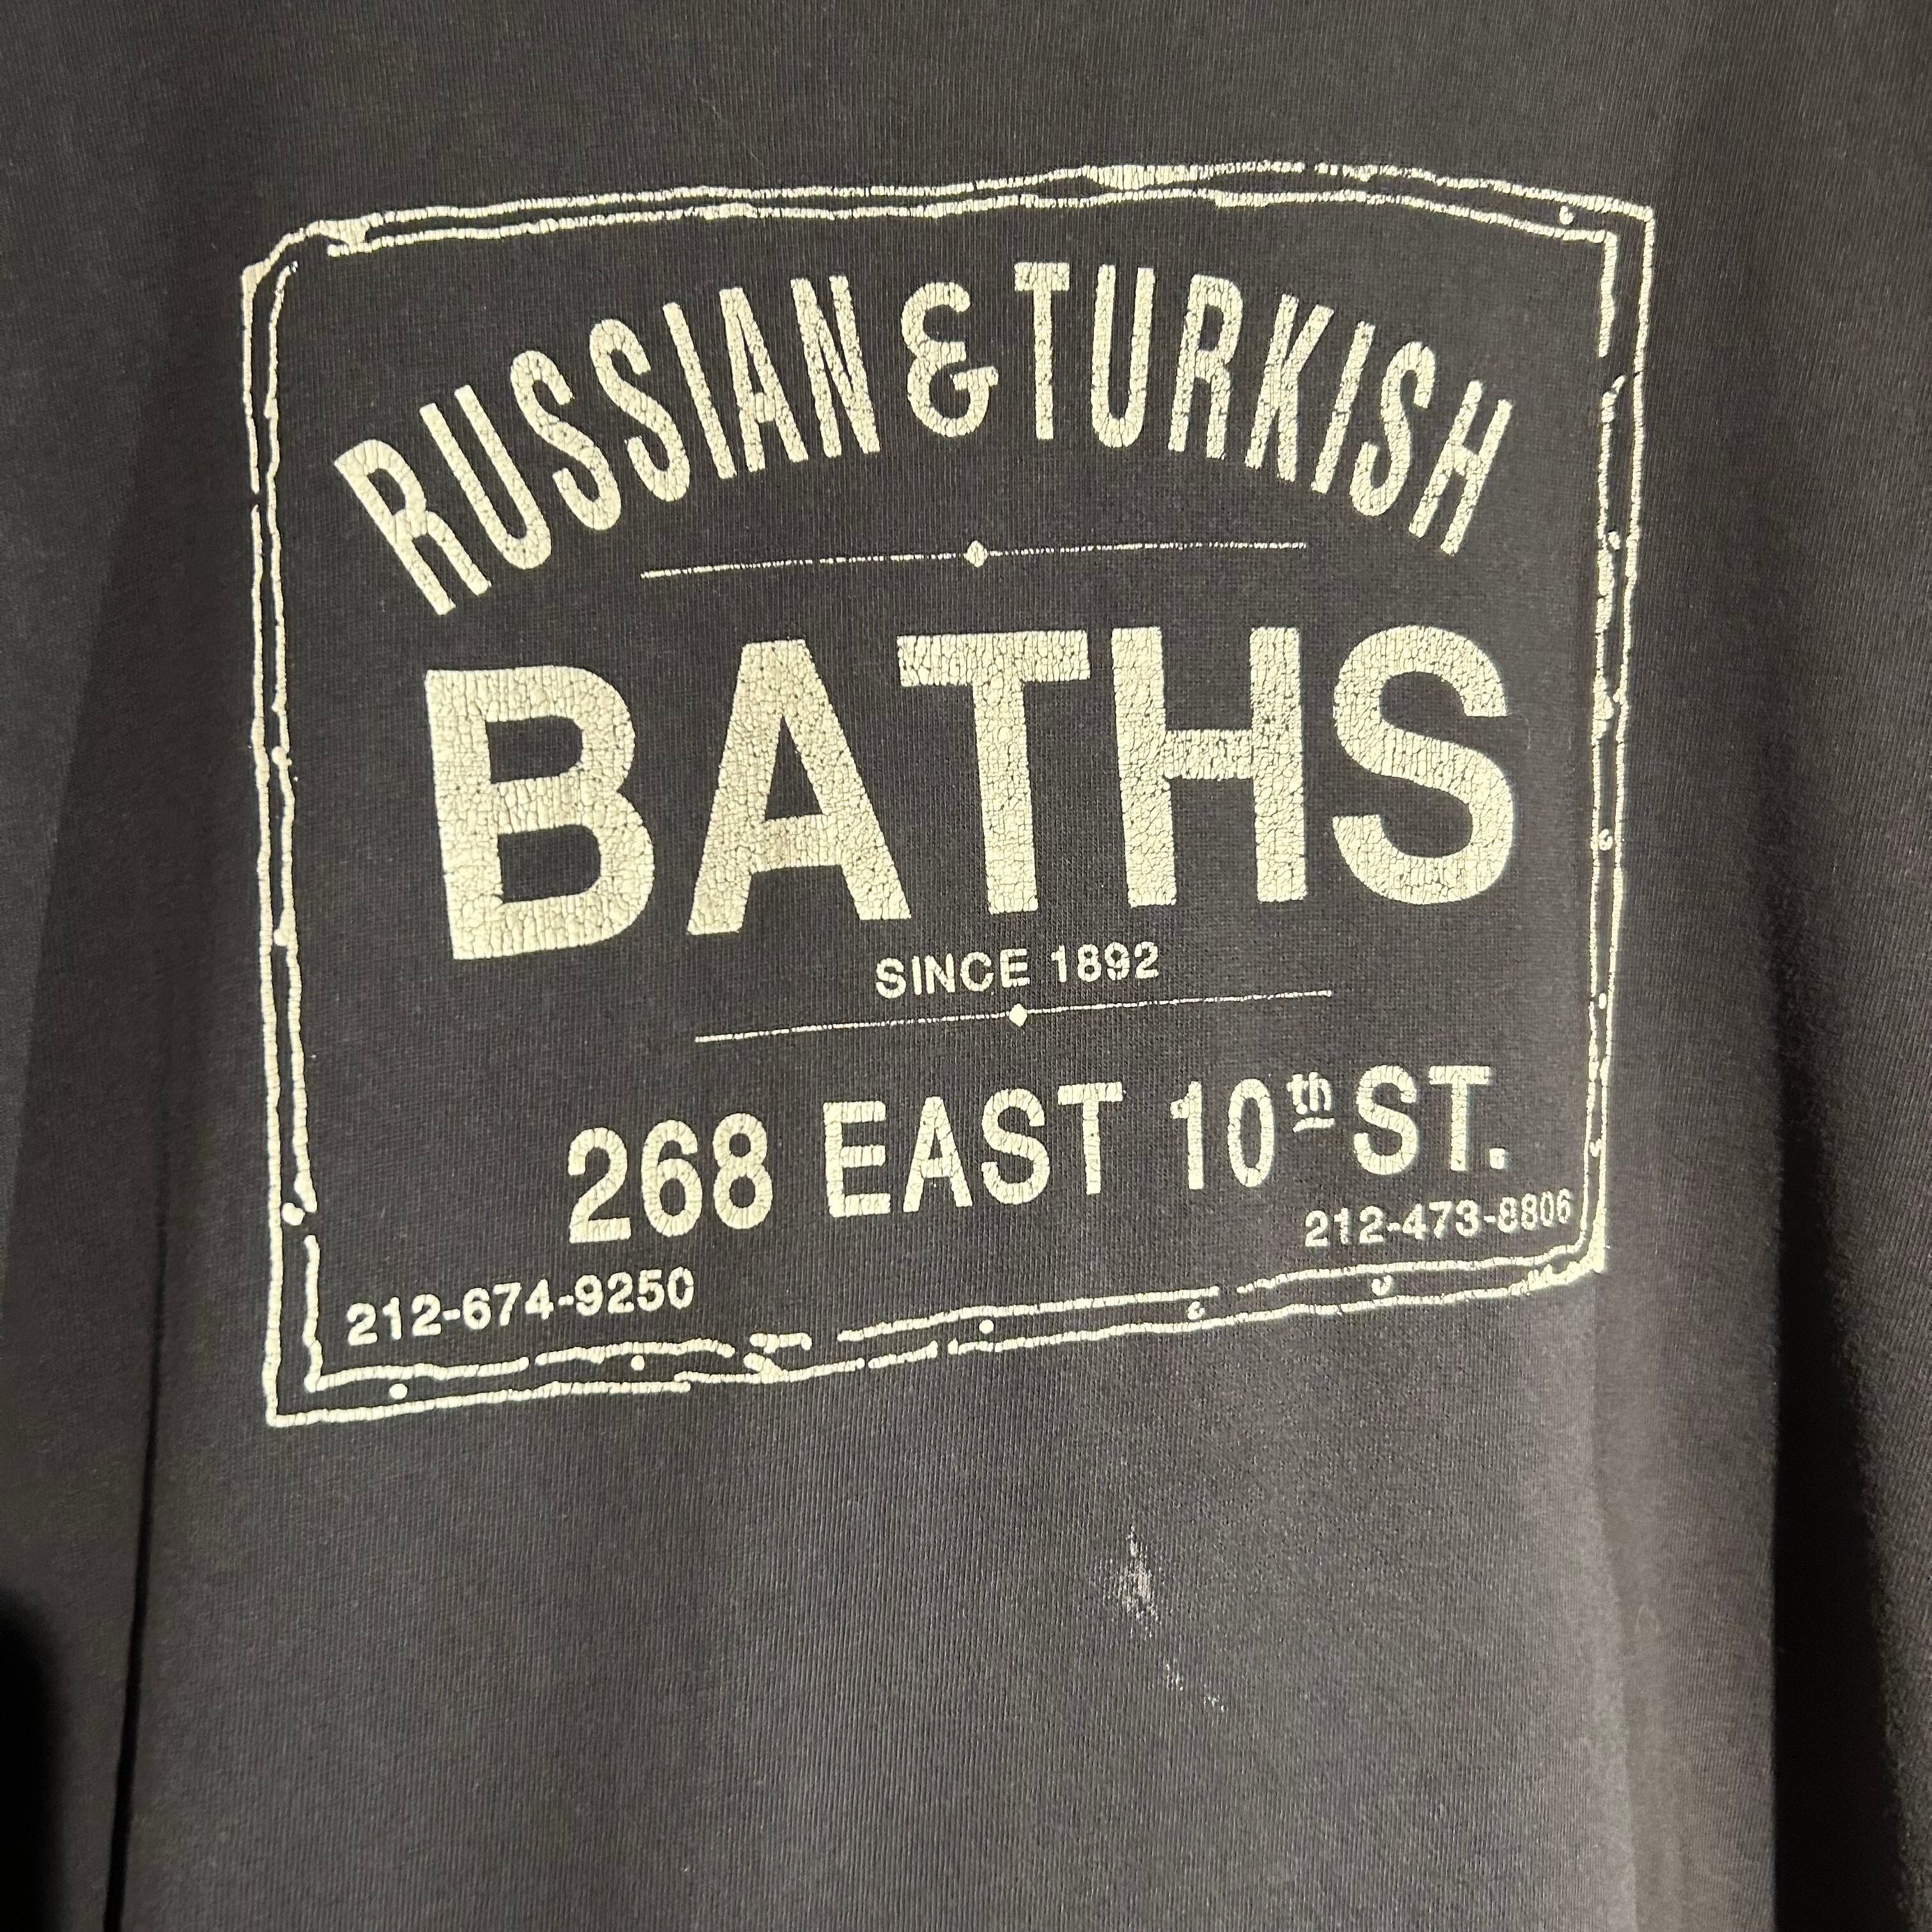 RUSSIAN & TURKISH
BATHS
SINCE 1892
268 EAST 10th ST.
212-473-8806
212-674-9250